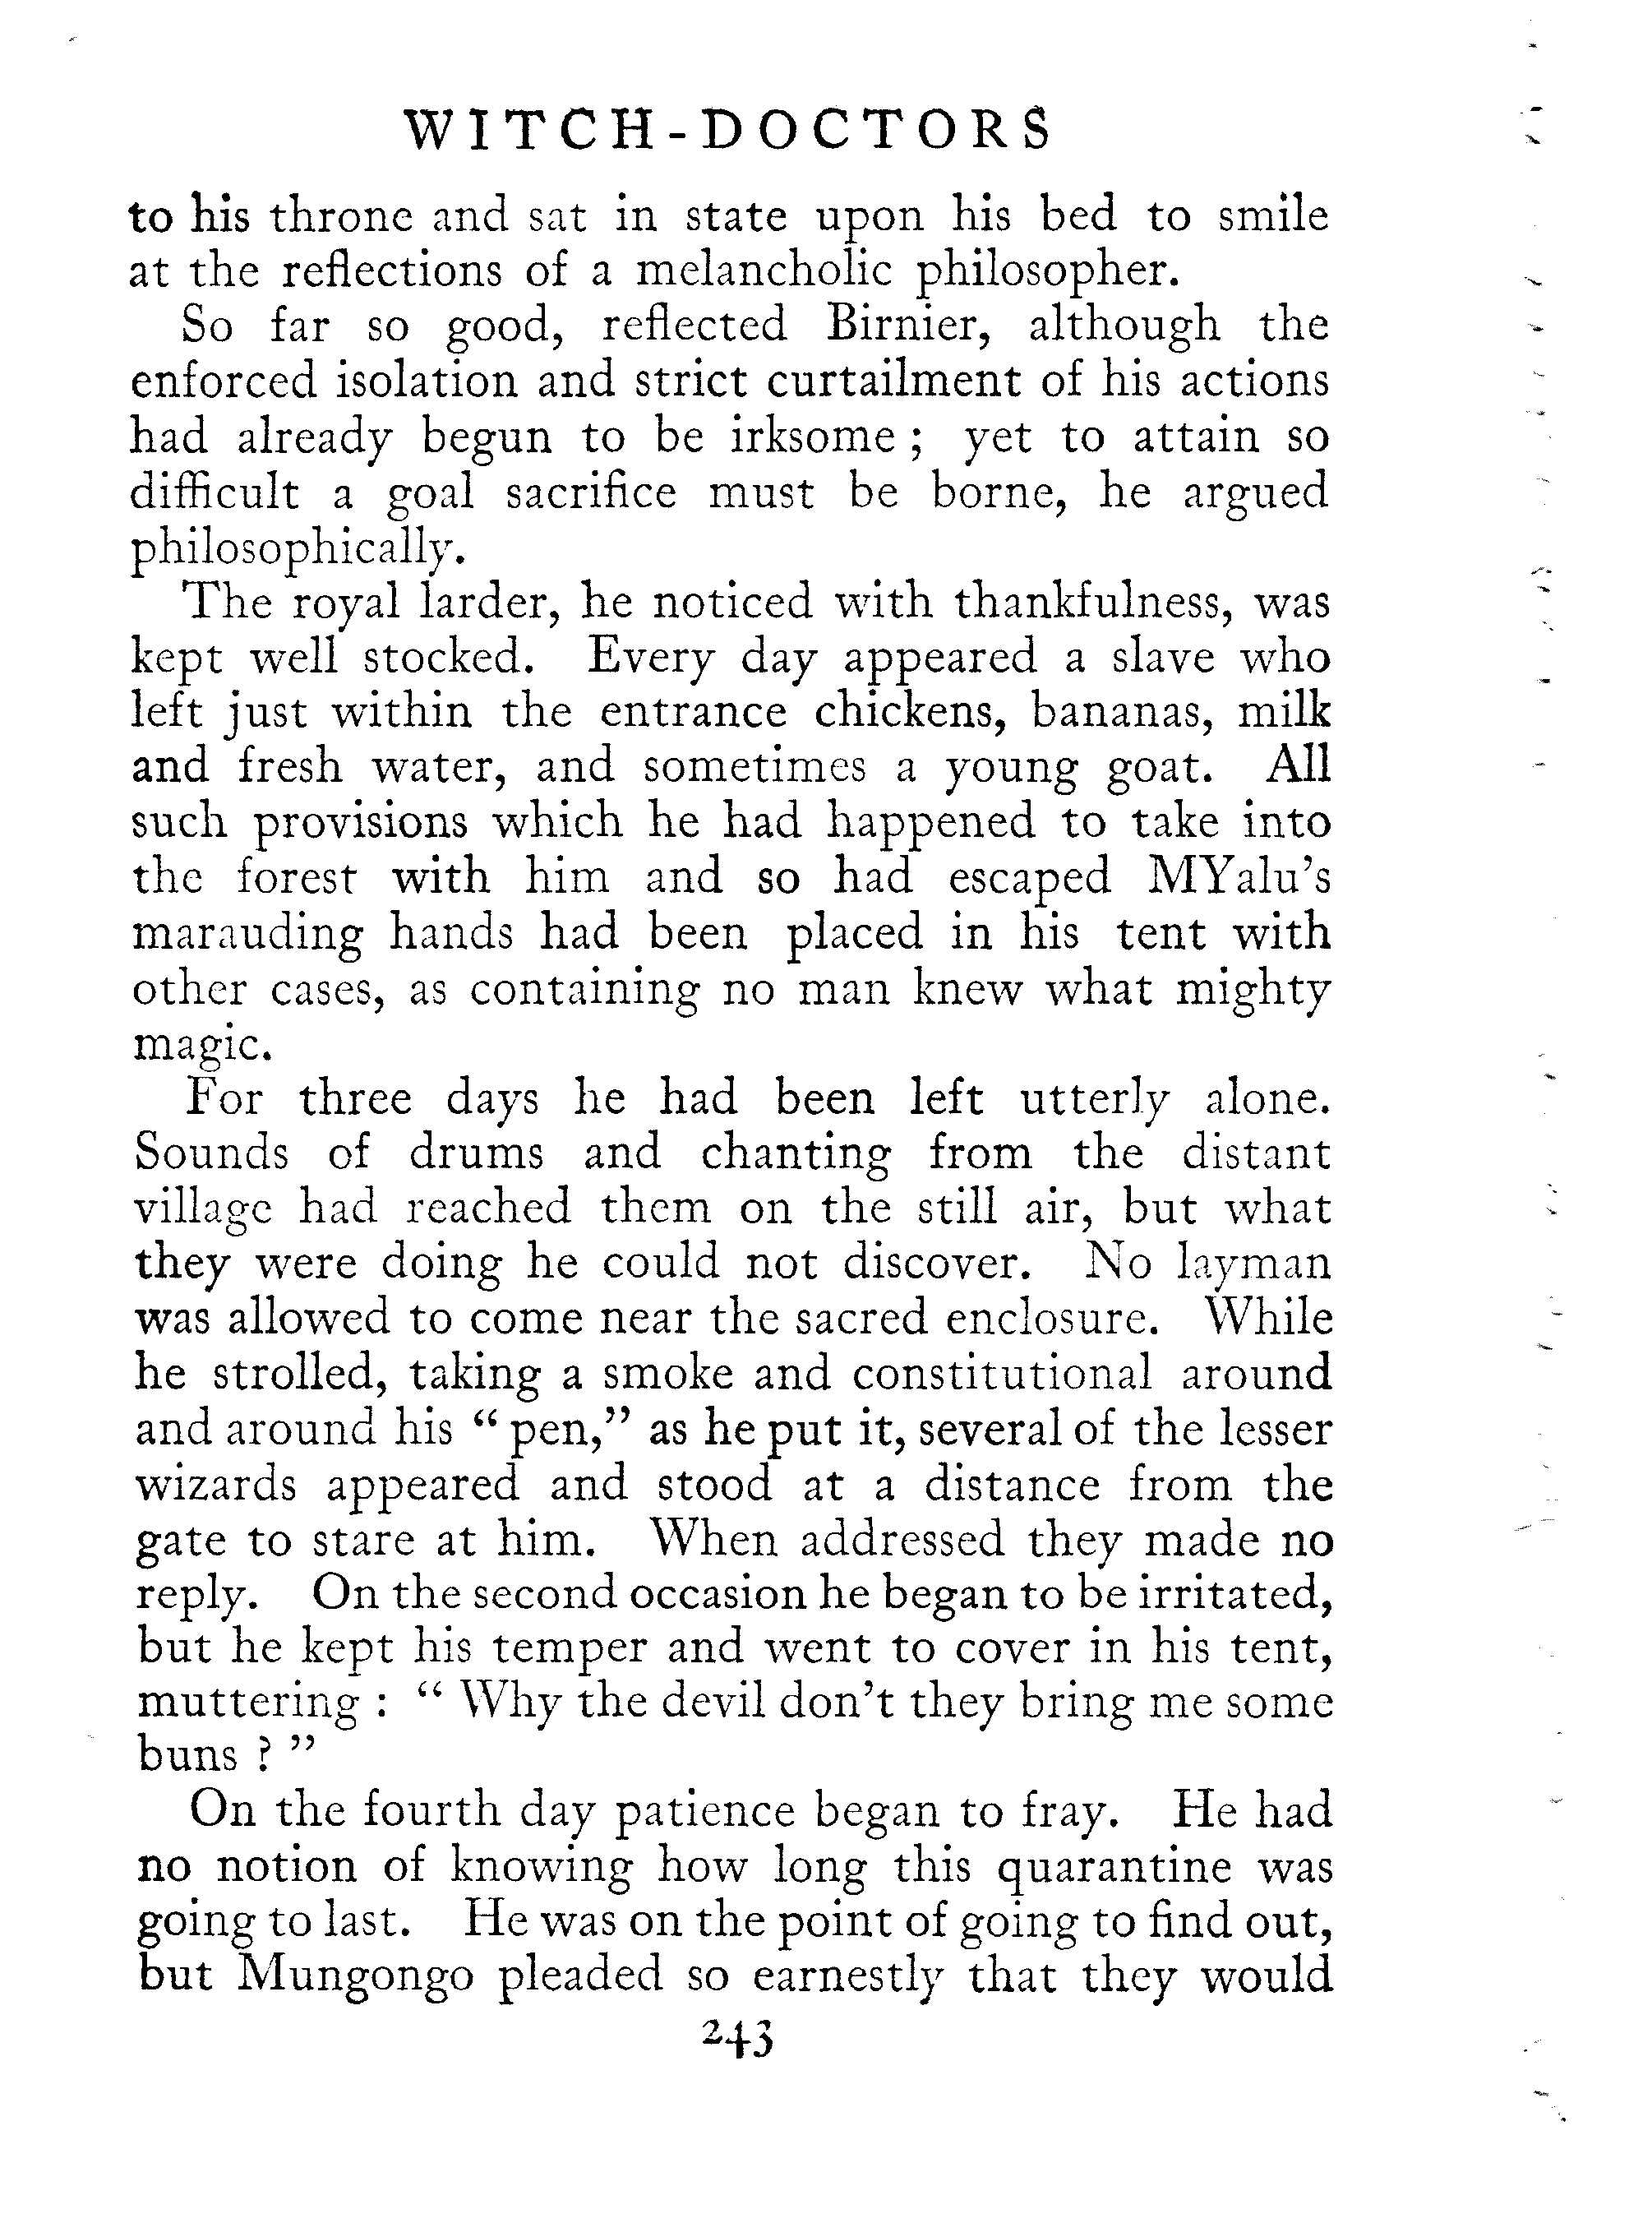 WITCH-DOCTORS
to his throne and sat in state upon his bed to smile
at the reflections of a melancholic philosopher.
So far so good, reflected Birnier, although the
enforced isolation and strict curtailment of his actions
had already begun to be irksome ; yet to attain so
difficult a goal sacrifice must be borne, he argued
philosophically.
The royal larder, he noticed with thankfulness, was
kept well stocked. Every day appeared a slave who
left just within the entrance chickens, bananas, milk
and fresh water, and sometimes a young goat. All
such provisions which he had happened to take into
the forest with him and so had escaped MYalu's
marauding hands had been placed in his tent with
other cases, as containing no man knew what mighty
magic.
For three days he had been left utterly alone.
Sounds of drums and chanting from the distant
village had reached them on the still air, but what
they were doing he could not discover. No layman
was allowed to come near the sacred enclosure. While
he strolled, taking a smoke and constitutional around
and around his “ pen,” as he put it, several of the lesser
wizards appeared and stood at a distance from the
gate to stare at him. When addressed they made no
reply. On the second occasion he began to be irritated,
but he kept his temper and went to cover in his tent,
muttering : “ Why the devil don't they bring me some
buns ? ”
On the fourth day patience began to fray. He had
no notion of knowing how long this quarantine was
going to last. He was on the point of going to find out,
but Mungongo pleaded so earnestly that they would
243